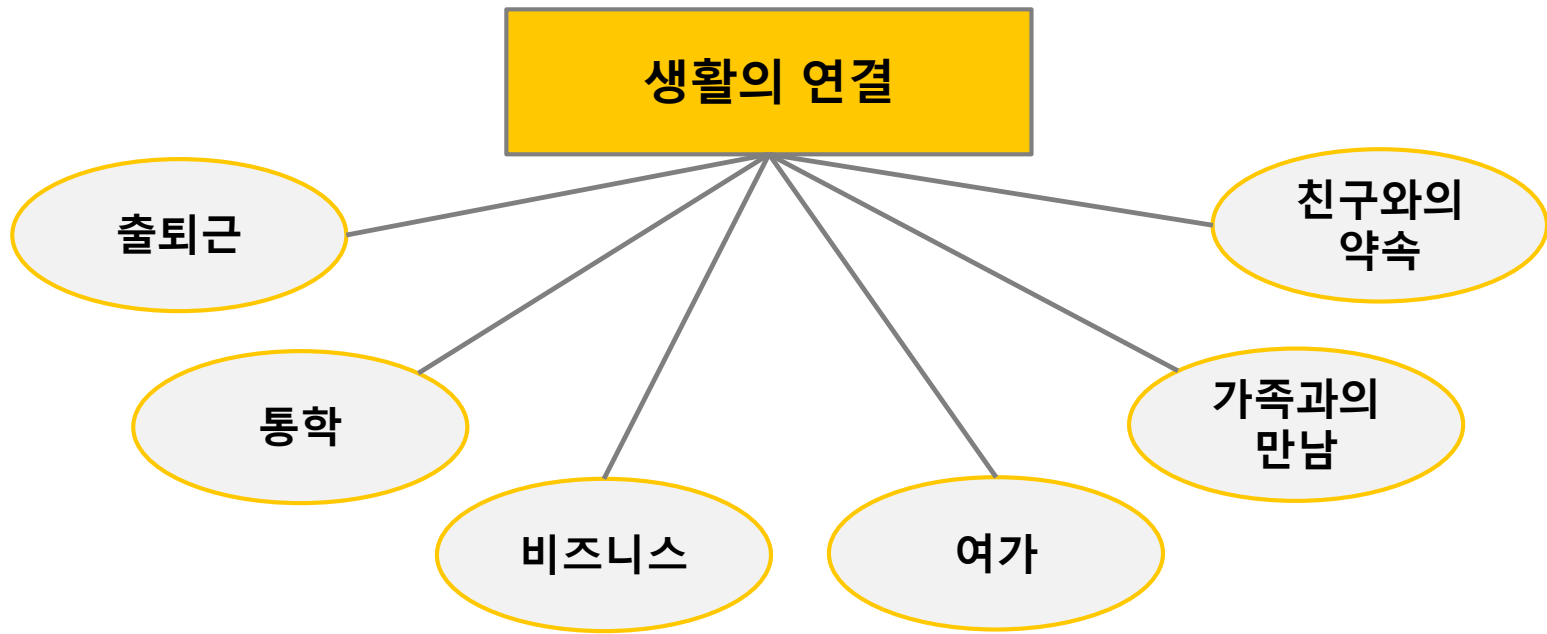 생활의 연결
출퇴근
통학
비즈니스
여가
가족과의
만남
친구와의
약속